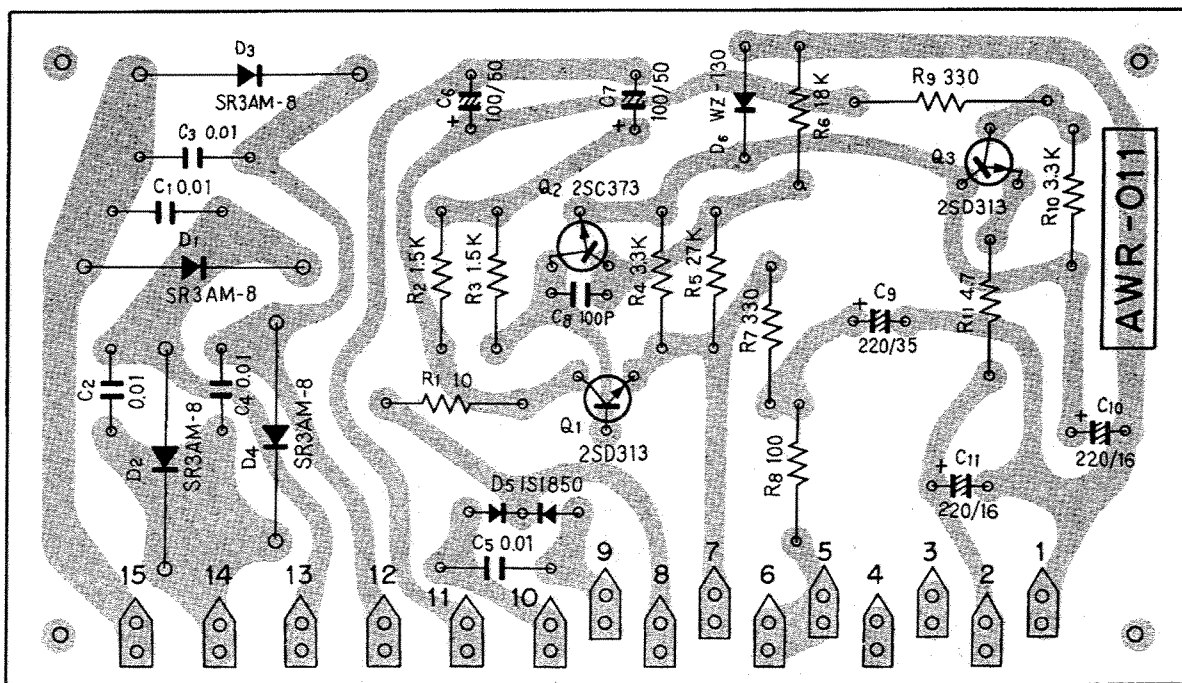 D3
SR3AM-8
C3 0.01
C1 0.01
D1
SR3AM-8
C2
0.01
C4 0.01
D2
SR3AM-8
D4
SR3AM-8
C6
100/50
+
C7
100/50
+
D6 WZ-130
R6 18K
R9 330
Q3
2SD313
R10 3.3K
AWR-011
Q2 2SC373
R2 1.5K
R3 1.5K
C8 100P
R4 3.3K
R5 27K
R7 330
+ C9
220/35
R11 4.7
R1 10
Q1
2SD313
R8 100
+ C10
220/16
+ C11
220/16
D5 1S1850
C5 0.01
15
14
13
12
11
10
9
8
7
6
5
4
3
2
1